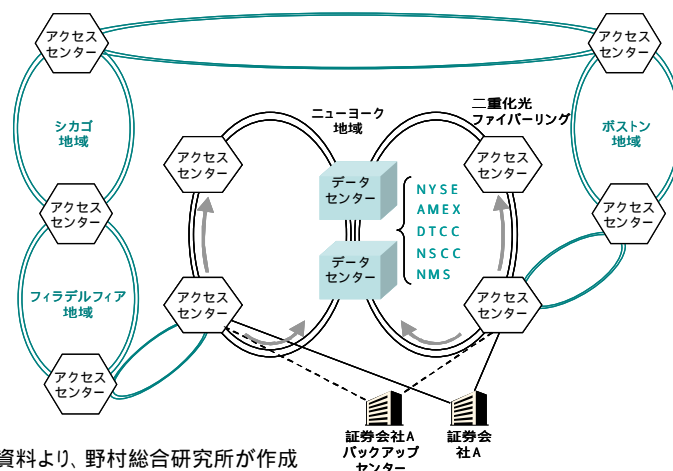 アクセス
センター
アクセス
センター
ニューヨーク
地域
二重化光
ファイバーリング
シカゴ
地域
ボストン
地域
アクセス
センター
アクセス
センター
データ
センター
NYSE
AMEX
DTCC
NSCC
NMS
アクセス
センター
アクセス
センター
データ
センター
フィラデルフィア
地域
アクセス
センター
アクセス
センター
アクセス
センター
証券会社A
バックアップ
センター
証券会
社A
資料より、野村総合研究所が作成